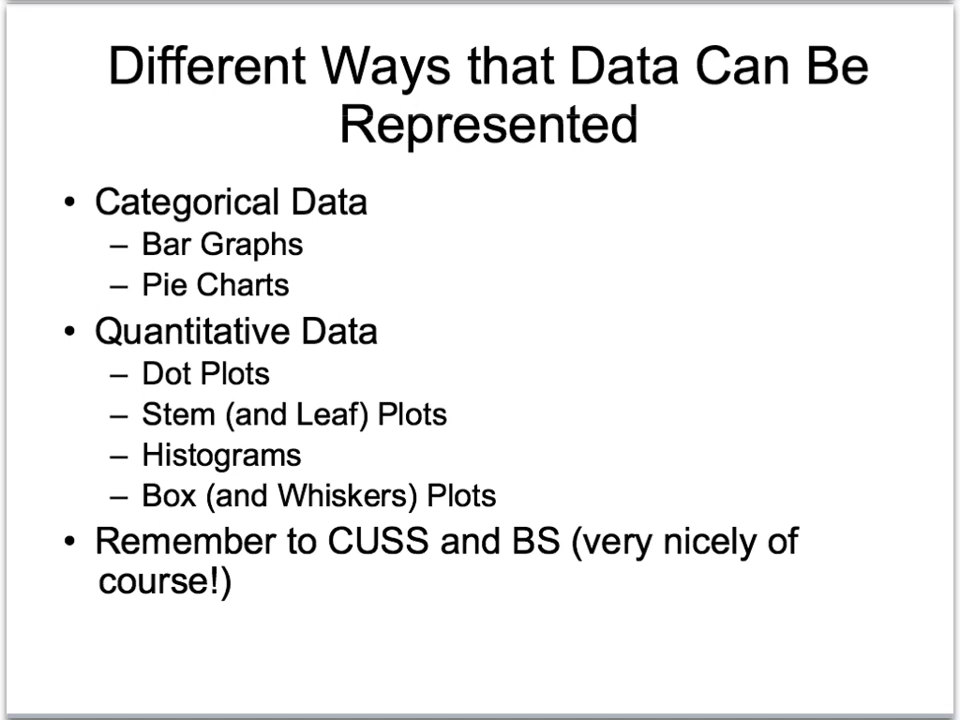 Different Ways that Data Can Be
Represented
• Categorical Data
– Bar Graphs
– Pie Charts
• Quantitative Data
– Dot Plots
– Stem (and Leaf) Plots
– Histograms
– Box (and Whiskers) Plots
• Remember to CUSS and BS (very nicely of
course!)